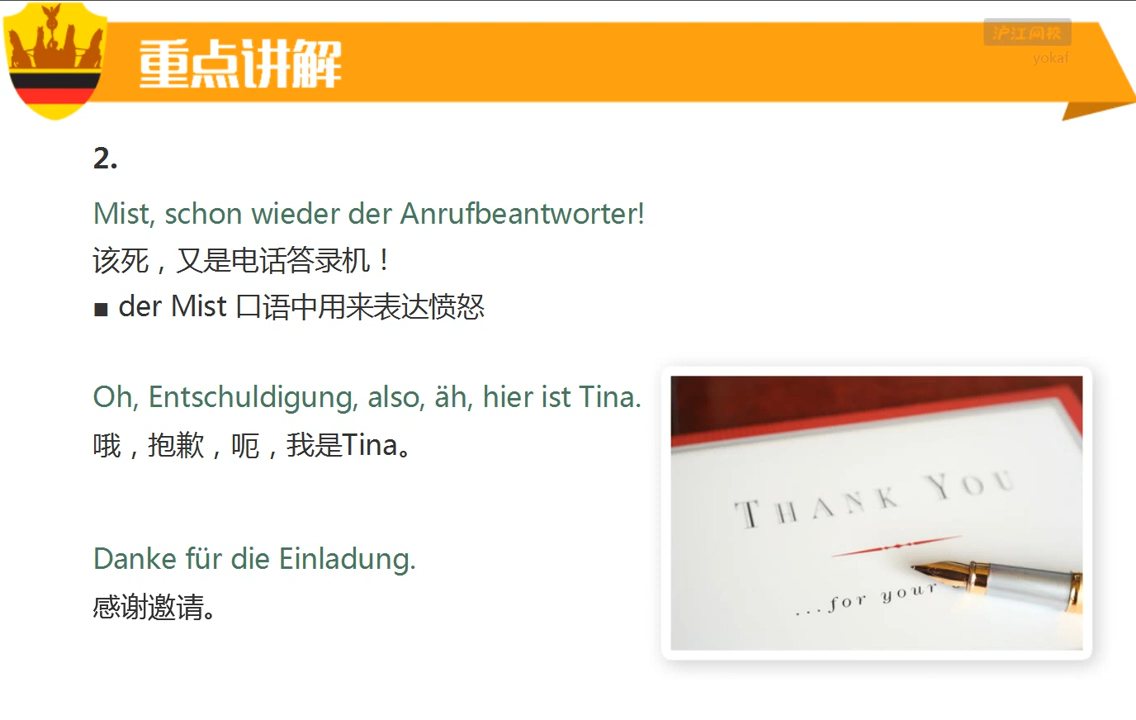 重点讲解
沪江网校
yokaf
2.
Mist, schon wieder der Anrufbeantworter!
该死，又是电话答录机！
■ der Mist 口语中用来表达愤怒
Oh, Entschuldigung, also, äh, hier ist Tina.
哦，抱歉，呃，我是Tina。
Danke für die Einladung.
感谢邀请。
THANK YOU
...for your